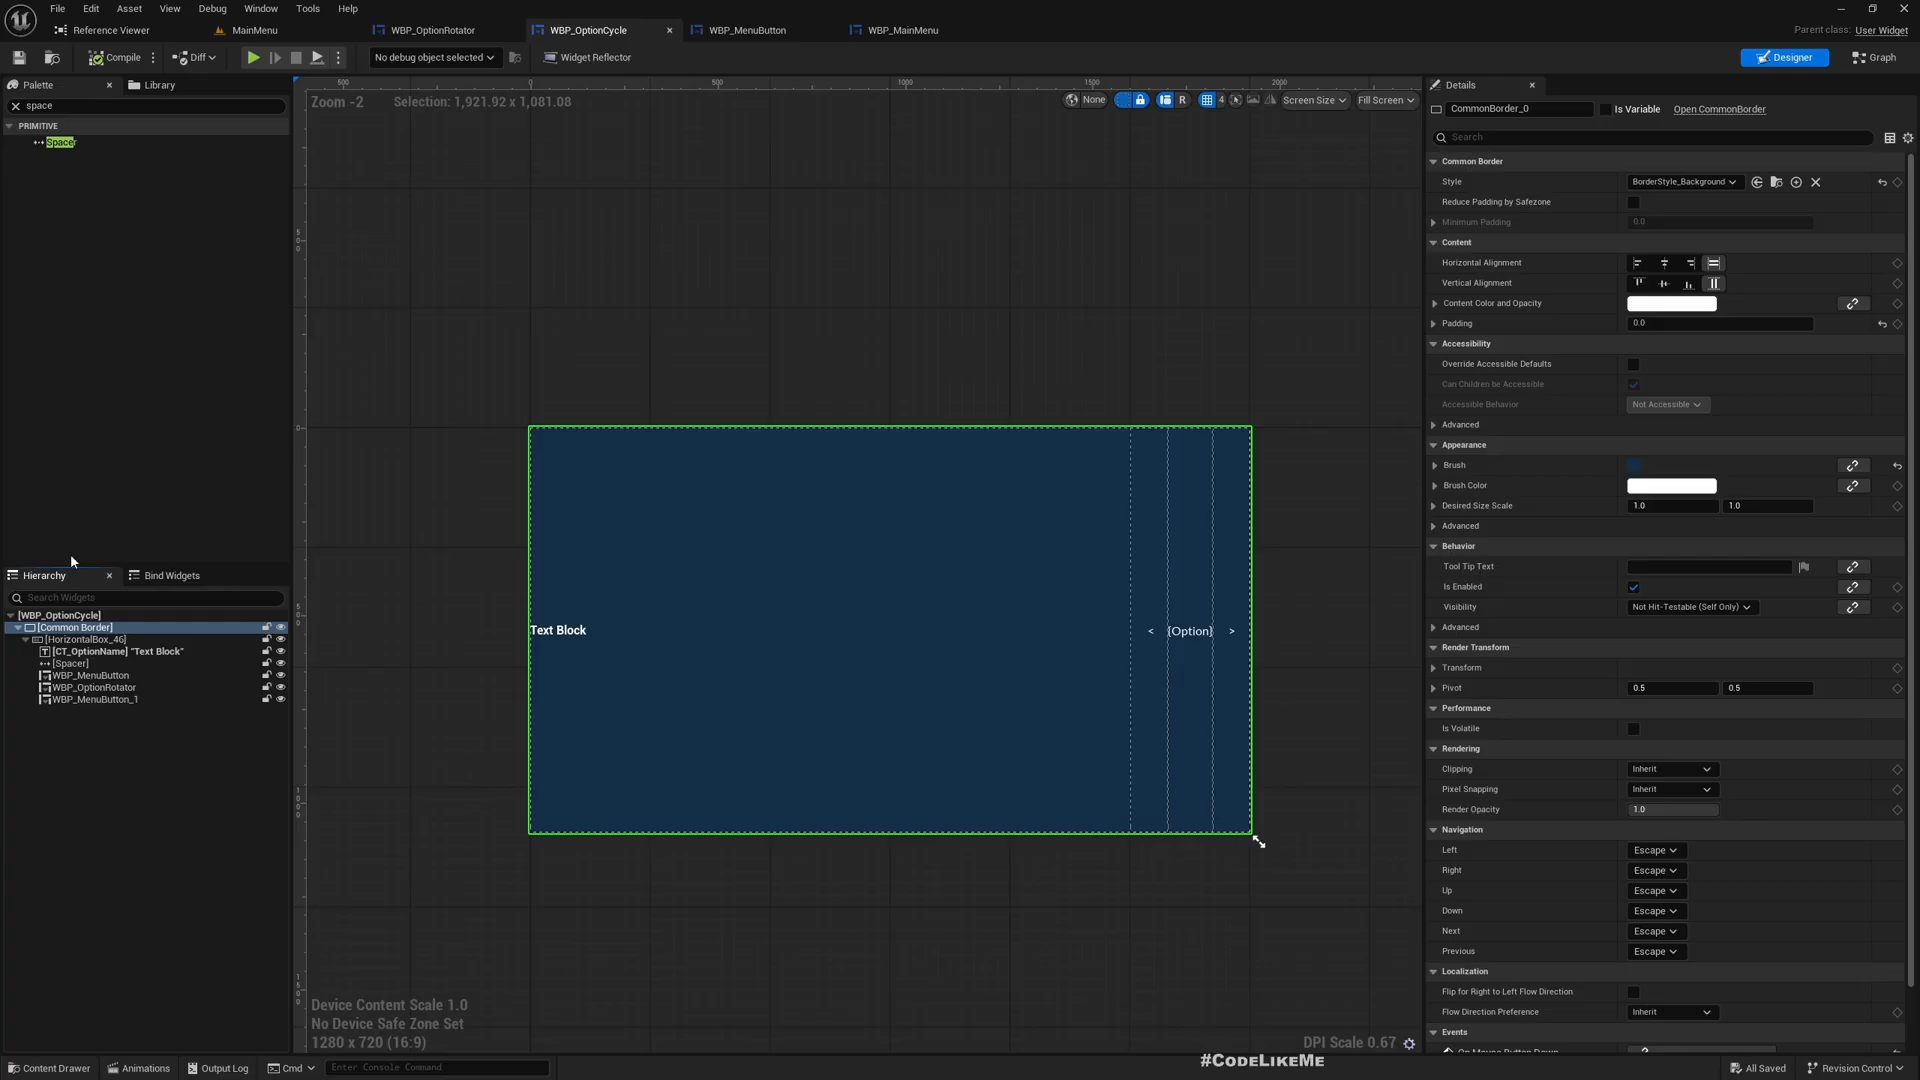 File Edit Asset View Debug Window Tools Help
Reference Viewer MainMenu WBP_OptionRotator WBP_OptionCycle WBP_MenuButton WBP_MainMenu Parent class: User Widget
Compile Diff No debug object selected Widget Reflector Designer Graph
Palette Library
space
PRIMITIVE
Spacer
Hierarchy Bind Widgets
Search Widgets
[WBP_OptionCycle]
[Common Border]
[HorizontalBox_46]
[CT_OptionName] "Text Block"
[Spacer]
WBP_MenuButton
WBP_OptionRotator
WBP_MenuButton_1
500 0 500 1000 1500 2000
Zoom -2 Selection: 1,921.92 x 1,081.08 None R 4 Screen Size Fill Screen
Text Block < [Option] >
Device Content Scale 1.0
No Device Safe Zone Set
1280 x 720 (16:9) DPI Scale 0.67
#CodeLikeMe
Details
CommonBorder_0 Is Variable Open CommonBorder
Search
Common Border
Style BorderStyle_Background
Reduce Padding by Safezone
Minimum Padding 0.0
Content
Horizontal Alignment
Vertical Alignment
Content Color and Opacity
Padding 0.0
Accessibility
Override Accessible Defaults
Can Children be Accessible
Accessible Behavior Not Accessible
Advanced
Appearance
Brush
Brush Color
Desired Size Scale 1.0 1.0
Advanced
Behavior
Tool Tip Text
Is Enabled
Visibility Not Hit-Testable (Self Only)
Advanced
Render Transform
Transform
Pivot 0.5 0.5
Performance
Is Volatile
Rendering
Clipping Inherit
Pixel Snapping Inherit
Render Opacity 1.0
Navigation
Left Escape
Right Escape
Up Escape
Down Escape
Next Escape
Previous Escape
Localization
Flip for Right to Left Flow Direction
Flow Direction Preference Inherit
Events
On Mouse Button Down
Content Drawer Animations Output Log Cmd Enter Console Command All Saved Revision Control